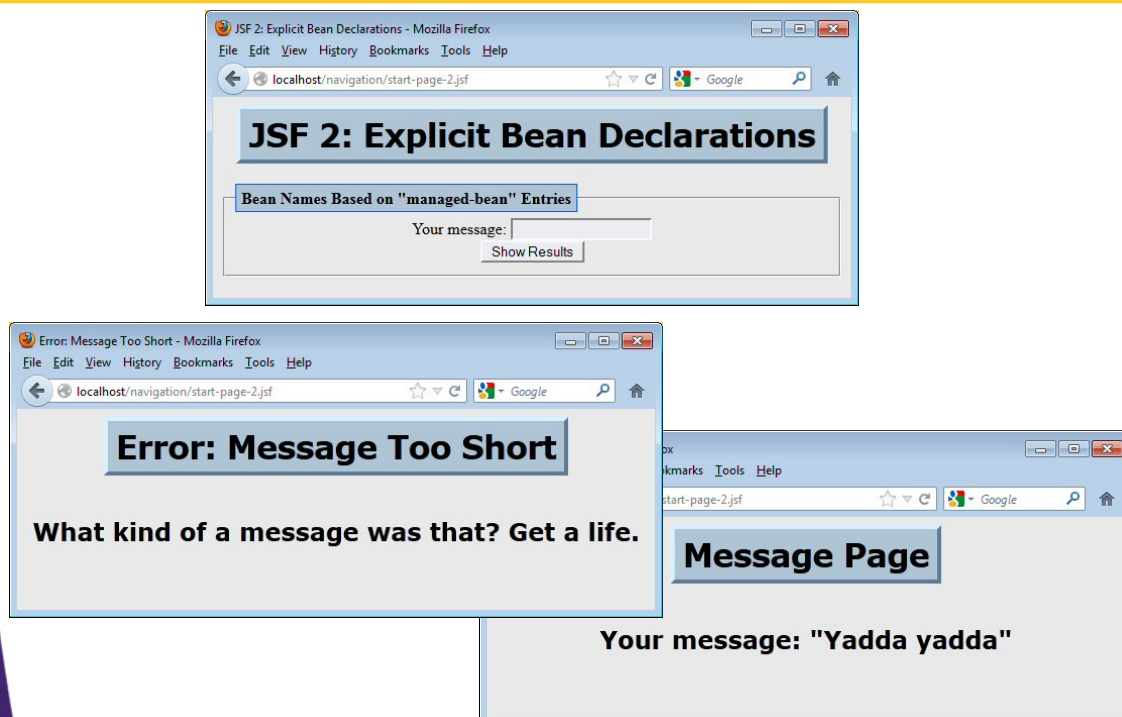 JSF 2: Explicit Bean Declarations - Mozilla Firefox
File Edit View History Bookmarks Tools Help
localhost/navigation/start-page-2.jsf
Google
JSF 2: Explicit Bean Declarations
Bean Names Based on "managed-bean" Entries
Your message:
Show Results
Error: Message Too Short - Mozilla Firefox
File Edit View History Bookmarks Tools Help
localhost/navigation/start-page-2.jsf
Google
Error: Message Too Short
What kind of a message was that? Get a life.
ox
okmarks Tools Help
start-page-2.jsf
Google
Message Page
Your message: "Yadda yadda"